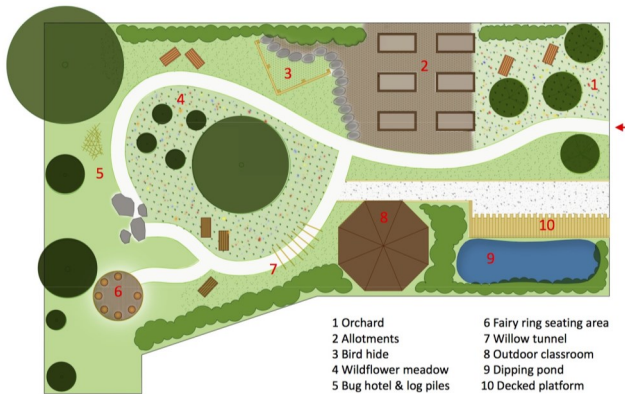 1
2
3
4
5
6
7
8
9
10
1 Orchard
2 Allotments
3 Bird hide
4 Wildflower meadow
5 Bug hotel & log piles
6 Fairy ring seating area
7 Willow tunnel
8 Outdoor classroom
9 Dipping pond
10 Decked platform